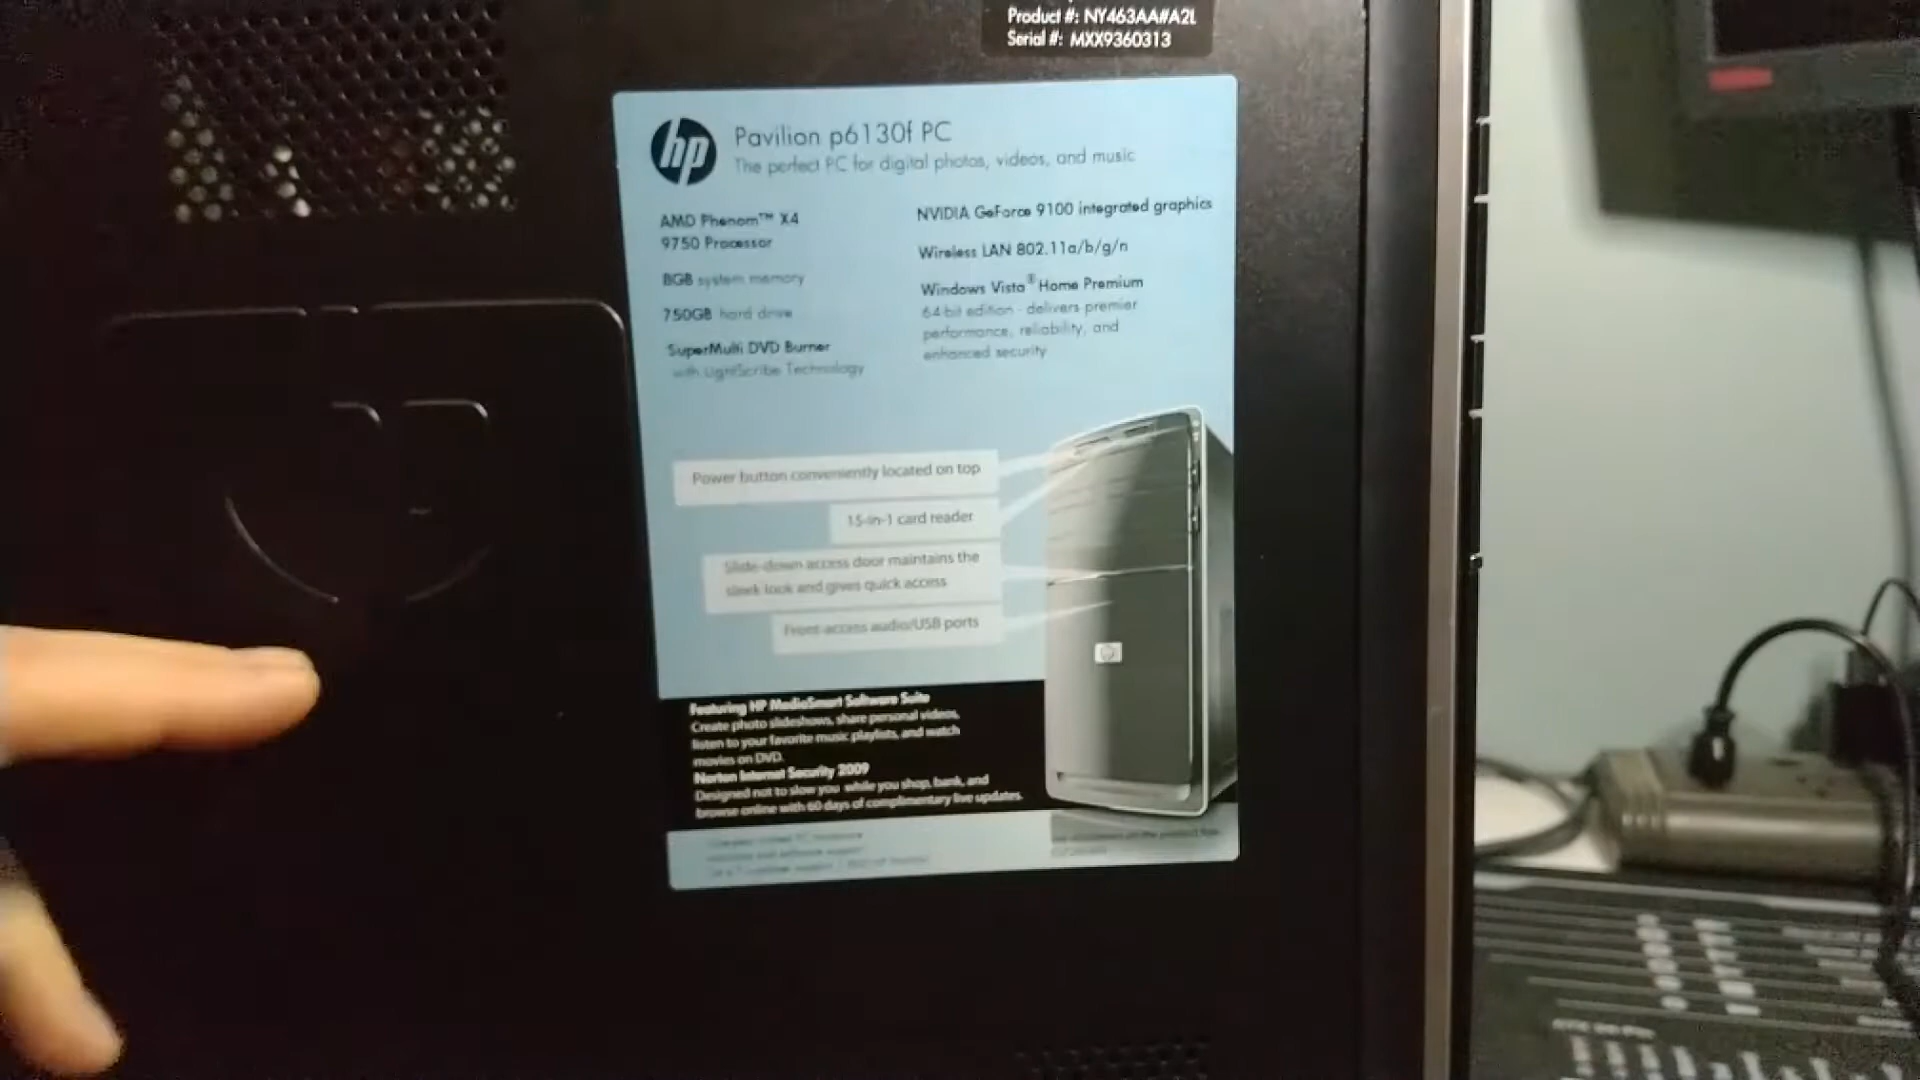 Product #: NY463AA#A2L
Serial #: MXX9360313
hp
Pavilion p6130f PC
The perfect PC for digital photos, videos, and music
AMD Phenom™ X4
9750 Processor
8GB system memory
750GB hard drive
SuperMulti DVD Burner
with LightScribe Technology
NVIDIA GeForce 9100 integrated graphics
Wireless LAN 802.11a/b/g/n
Windows Vista® Home Premium
64-bit edition - delivers premier
performance, reliability, and
enhanced security
Power button conveniently located on top
15-in-1 card reader
Slide-down access door maintains the
sleek look and gives quick access
Front-access audio/USB ports
Featuring HP MediaSmart Software Suite
Create photo slideshows, share personal videos,
listen to your favorite music playlists, and watch
movies on DVD.
Norton Internet Security 2009
Designed not to slow you while you shop, bank, and
browse online with 60 days of complimentary live updates.